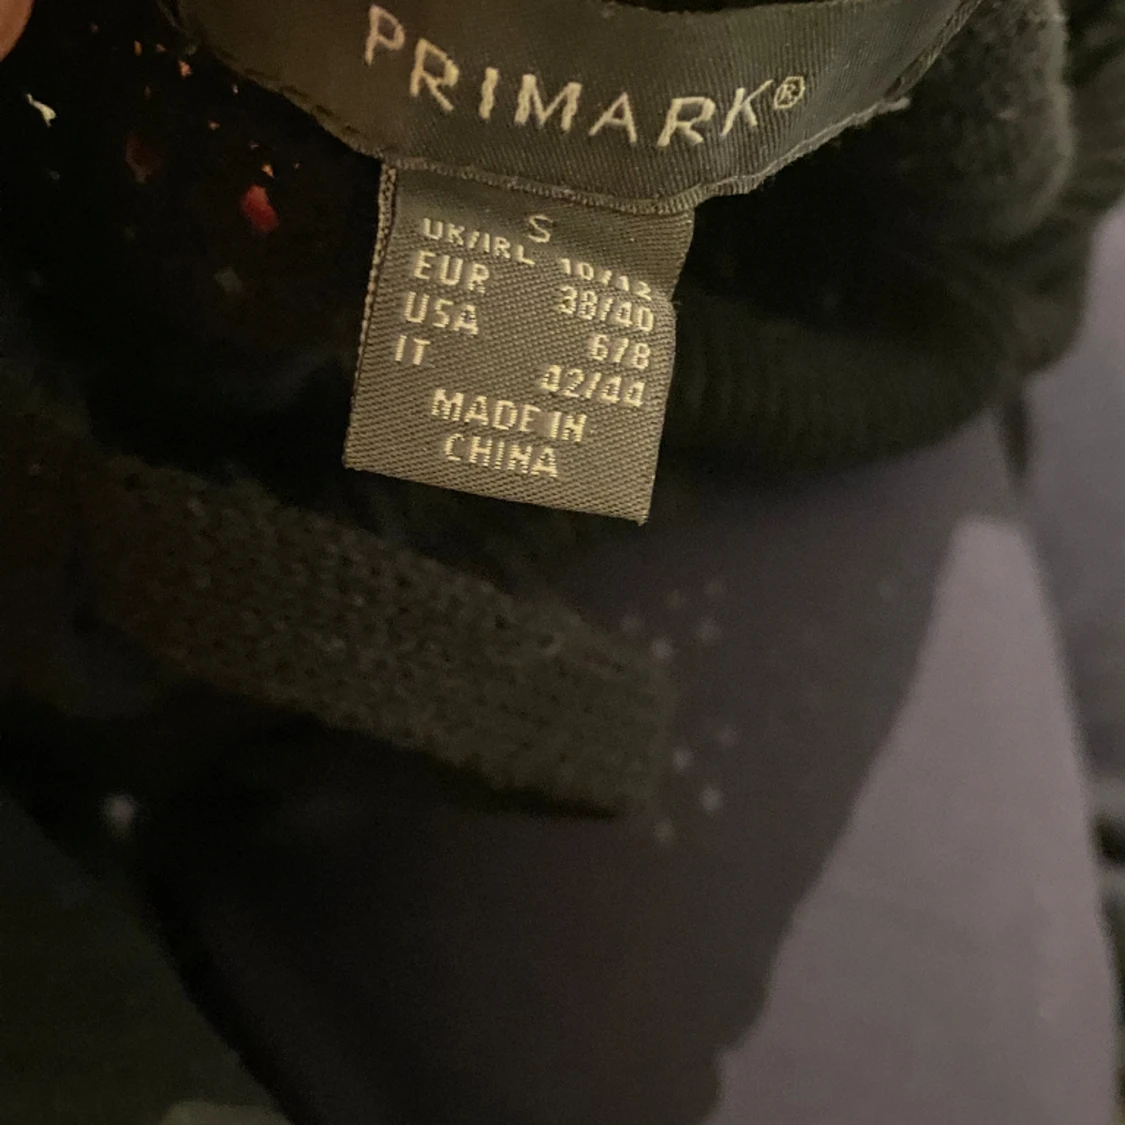 PRIMARK®
S
UK/IRL 10/12
EUR 38/40
USA 6/8
IT 42/44
MADE IN
CHINA